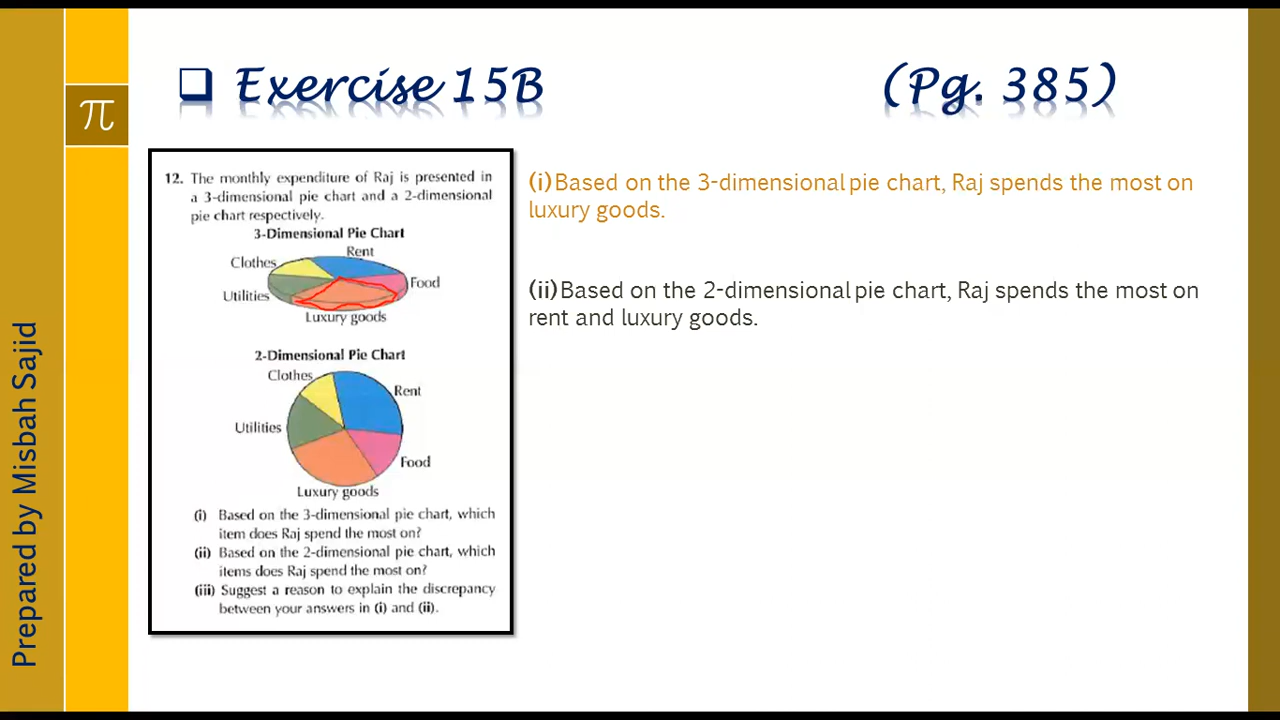 ❑ Exercise 15B (Pg. 385)
π
Prepared by Misbah Sajid
12. The monthly expenditure of Raj is presented in
a 3-dimensional pie chart and a 2-dimensional
pie chart respectively.
3-Dimensional Pie Chart
Rent
Clothes
Food
Utilities
Luxury goods
2-Dimensional Pie Chart
Clothes
Rent
Utilities
Food
Luxury goods
(i) Based on the 3-dimensional pie chart, which
item does Raj spend the most on?
(ii) Based on the 2-dimensional pie chart, which
items does Raj spend the most on?
(iii) Suggest a reason to explain the discrepancy
between your answers in (i) and (ii).
(i)Based on the 3-dimensional pie chart, Raj spends the most on
luxury goods.
(ii)Based on the 2-dimensional pie chart, Raj spends the most on
rent and luxury goods.